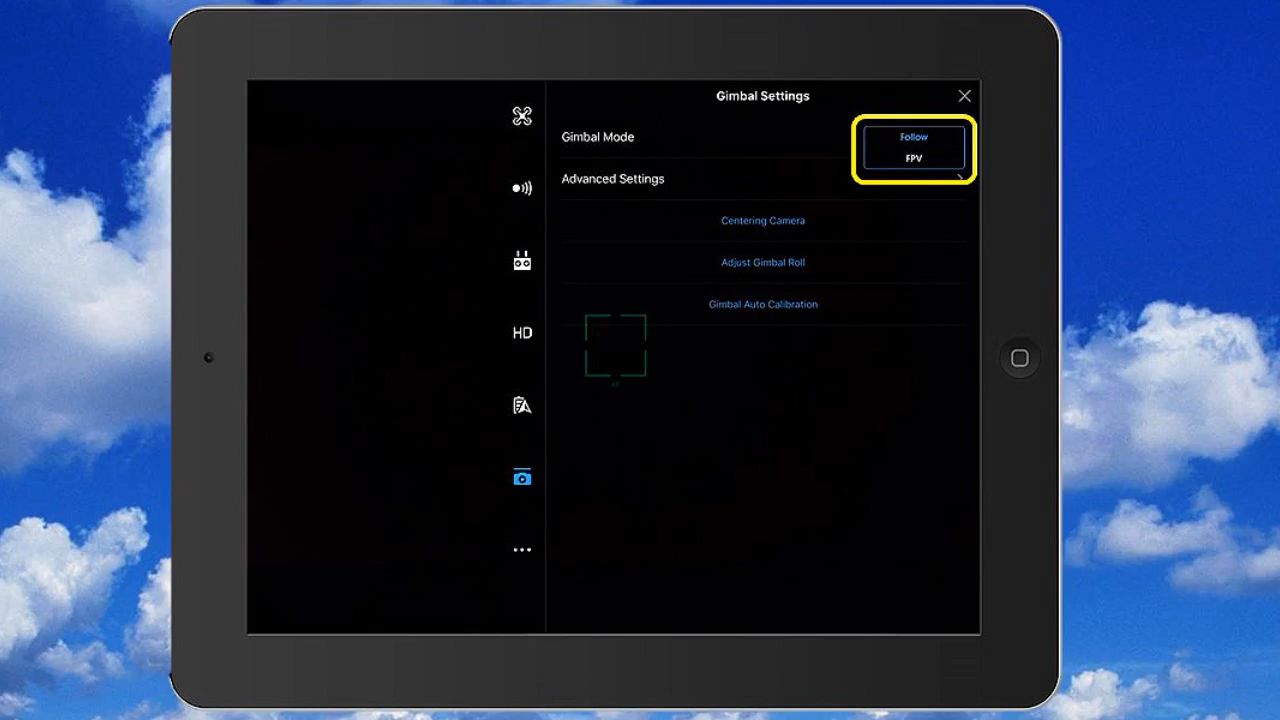 Gimbal Settings
Gimbal Mode
Follow
FPV
Advanced Settings
Centering Camera
Adjust Gimbal Roll
Gimbal Auto Calibration
HD